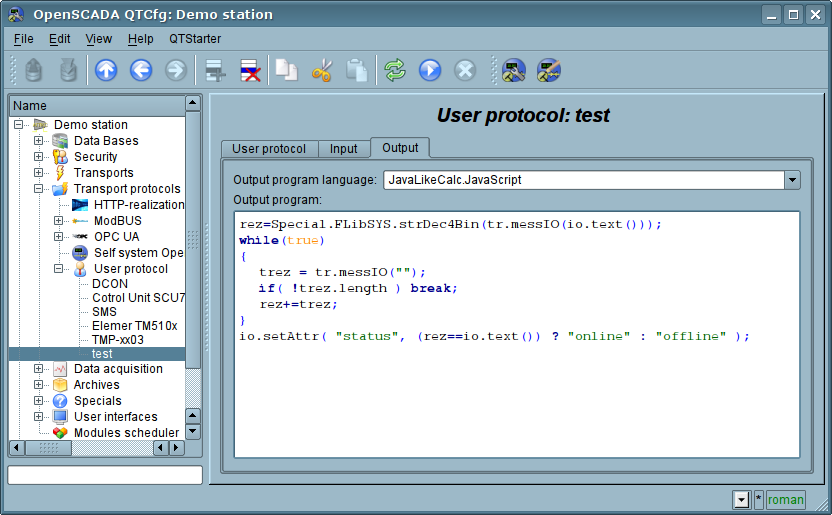 OpenSCADA QTCfg: Demo station
File Edit View Help QTStarter
Name
Demo station
Data Bases
Security
Transports
Transport protocols
HTTP-realization
ModBUS
OPC UA
Self system Ope
User protocol
DCON
Cotrol Unit SCU7
SMS
Elemer TM510x
TMP-xx03
test
Data acquisition
Archives
Specials
User interfaces
Modules scheduler
User protocol: test
User protocol Input Output
Output program language: JavaLikeCalc.JavaScript
Output program:
rez=Special.FLibSYS.strDec4Bin(tr.messIO(io.text()));
while(true)
{
trez = tr.messIO("");
if( !trez.length ) break;
rez+=trez;
}
io.setAttr( "status", (rez==io.text()) ? "online" : "offline" );
* roman